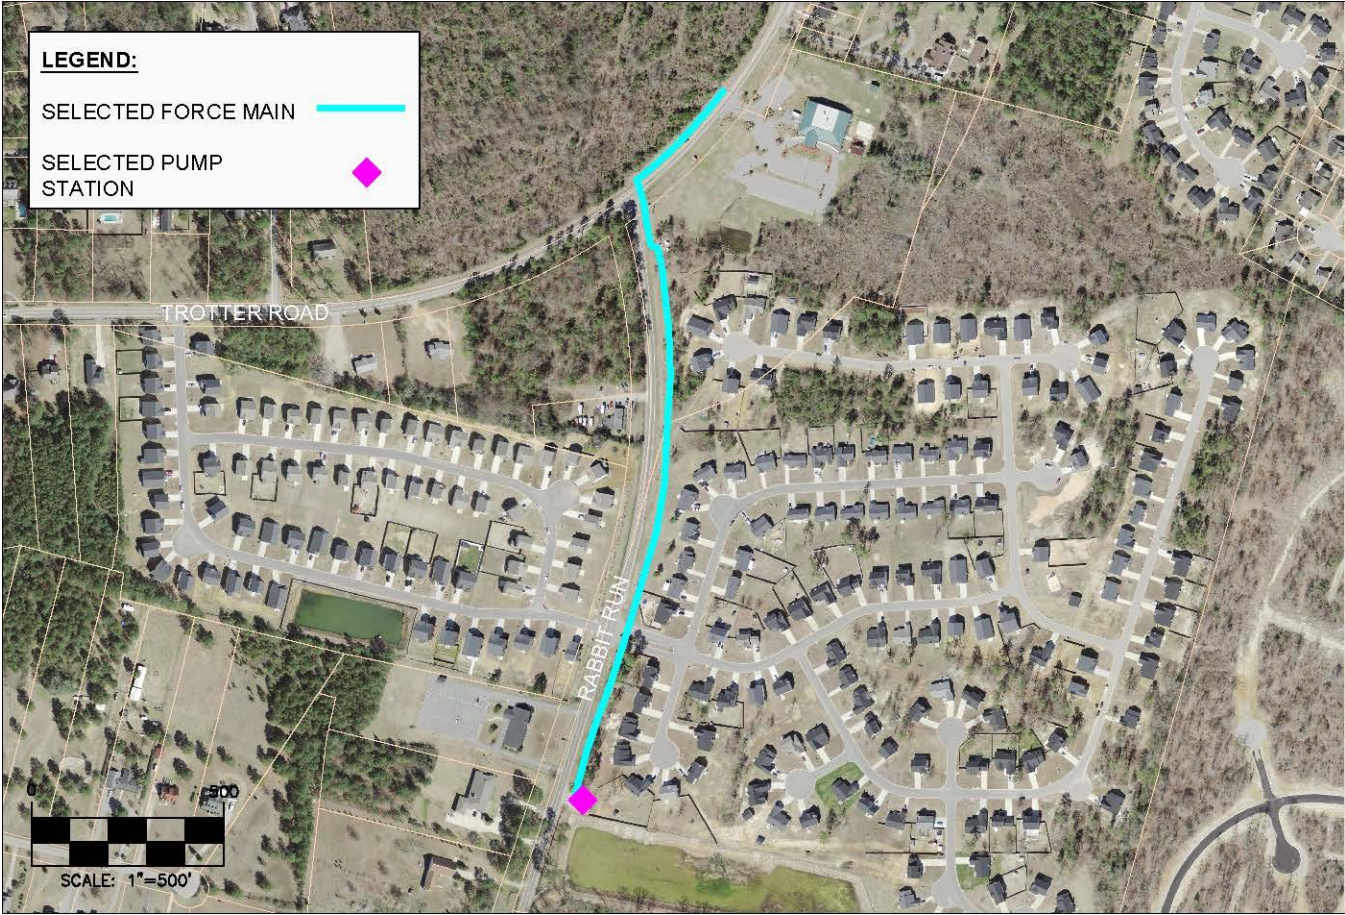 LEGEND:
SELECTED FORCE MAIN
SELECTED PUMP
STATION
TROTTER ROAD
RABBIT RUN
0 500
SCALE: 1"=500'